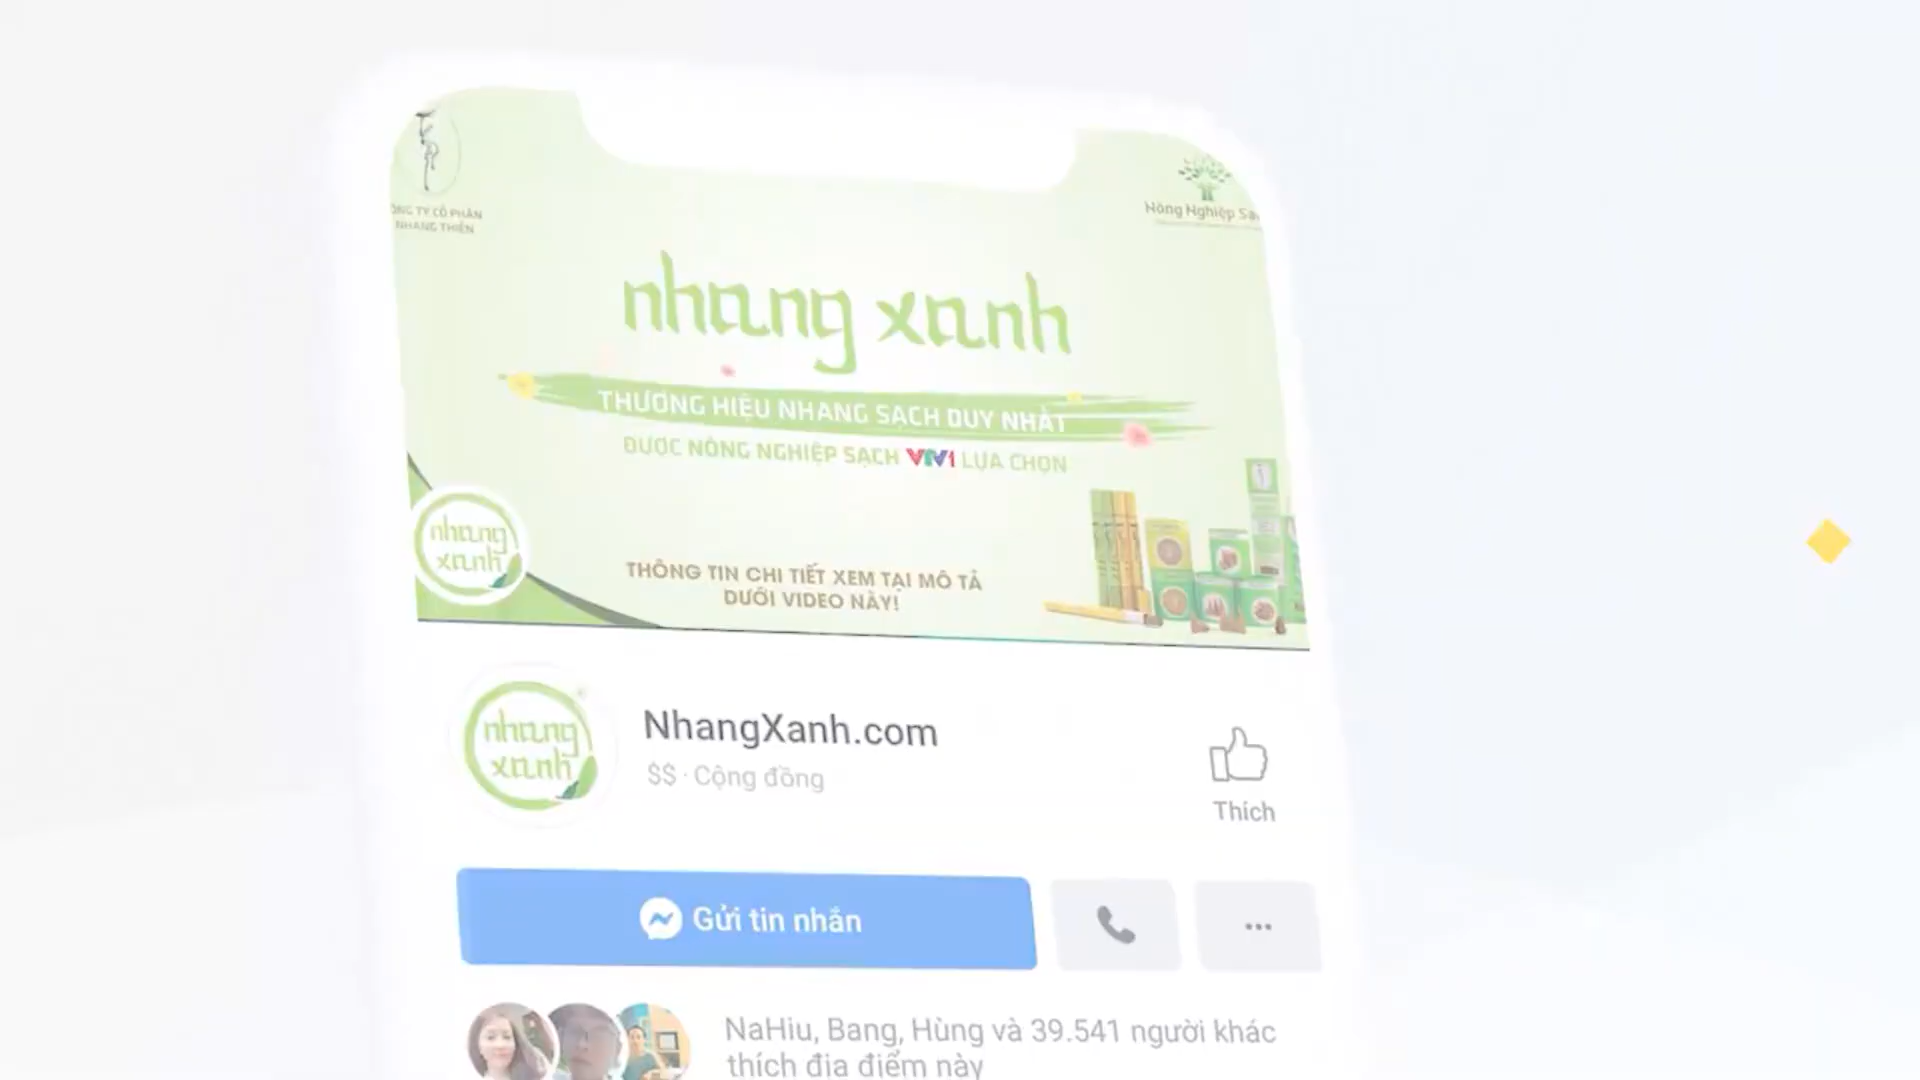 CÔNG TY CỔ PHẦN
NHANG THIỀN
Nông Nghiệp Sạ
nhang xanh
THƯƠNG HIỆU NHANG SẠCH DUY NHẤT
ĐƯỢC NÔNG NGHIỆP SẠCH VTV1 LỰA CHỌN
nhang
xanh
THÔNG TIN CHI TIẾT XEM TẠI MÔ TẢ
DƯỚI VIDEO NÀY!
nhang
xanh
NhangXanh.com
$$ · Cộng đồng
Thích
Gửi tin nhắn
NaHiu, Bang, Hùng và 39.541 người khác
thích địa điểm này